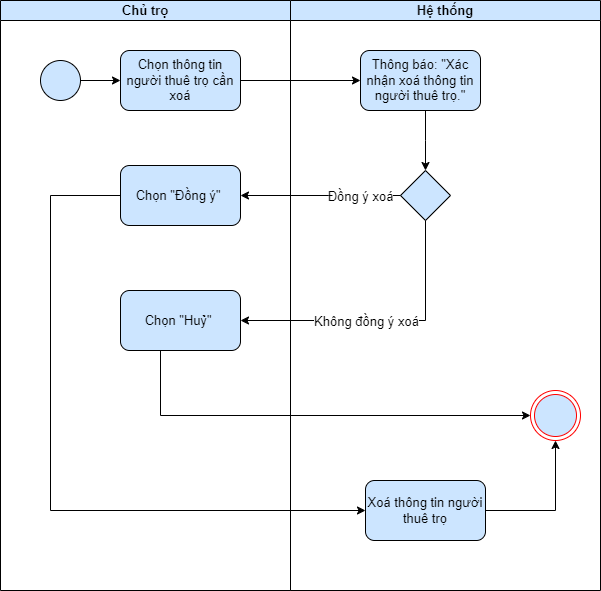 Chủ trọ
Hệ thống
Chọn thông tin
người thuê trọ cần
xoá
Thông báo: "Xác
nhận xoá thông tin
người thuê trọ."
Chọn "Đồng ý"
Đồng ý xoá
Chọn "Huỷ"
Không đồng ý xoá
Xoá thông tin người
thuê trọ